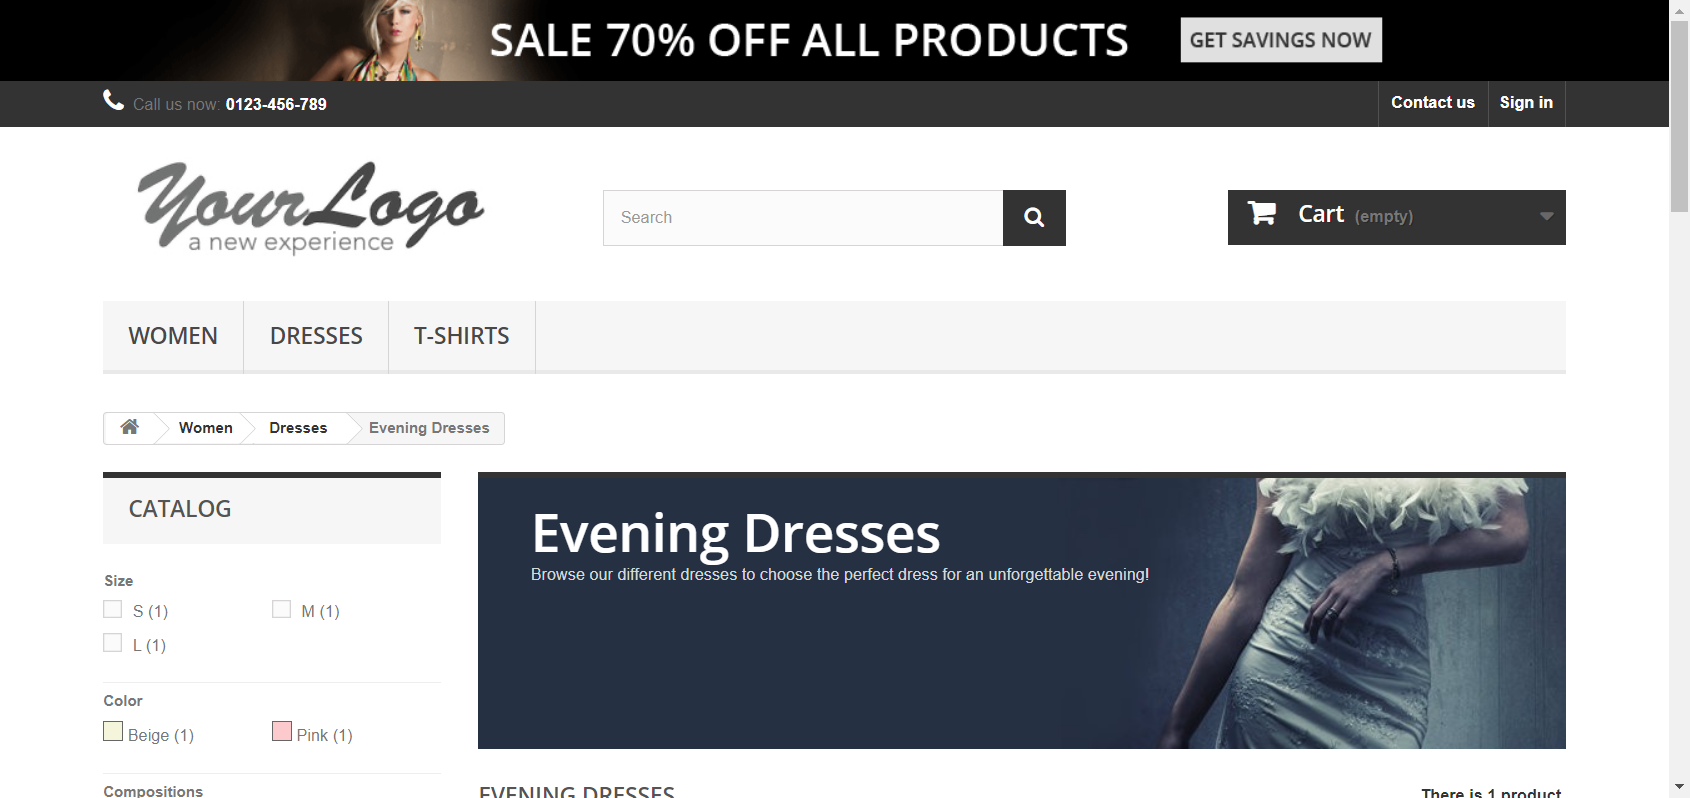 SALE 70% OFF ALL PRODUCTS
GET SAVINGS NOW
Call us now: 0123-456-789
Contact us
Sign in
Your Logo
a new experience
Search
Cart (empty)
WOMEN
DRESSES
T-SHIRTS
Women
Dresses
Evening Dresses
CATALOG
Size
S (1)
M (1)
L (1)
Color
Beige (1)
Pink (1)
Compositions
Evening Dresses
Browse our different dresses to choose the perfect dress for an unforgettable evening!
EVENING DRESSES
There is 1 product.